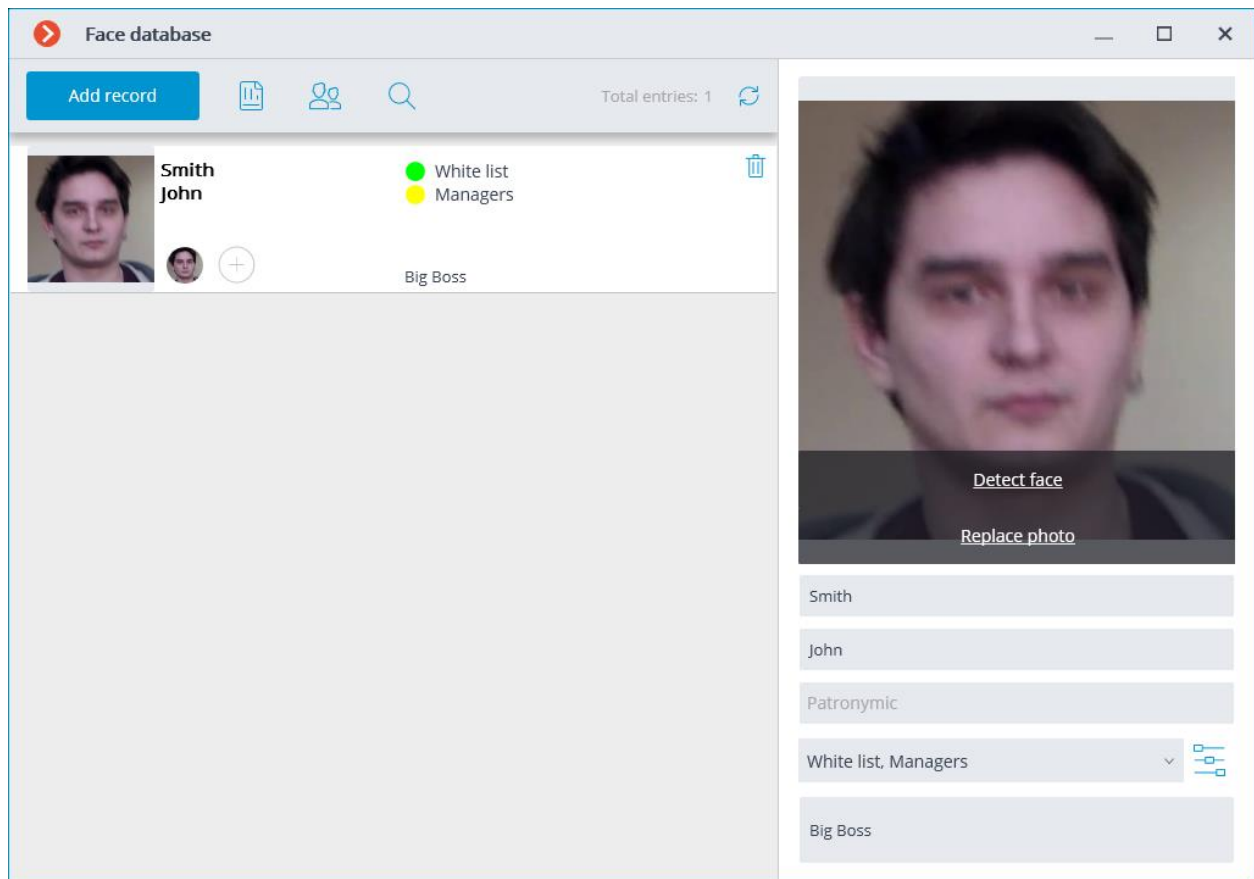 Face database
Add record
Total entries: 1
Smith
John
White list
Managers
Big Boss
Detect face
Replace photo
Smith
John
Patronymic
White list, Managers
Big Boss